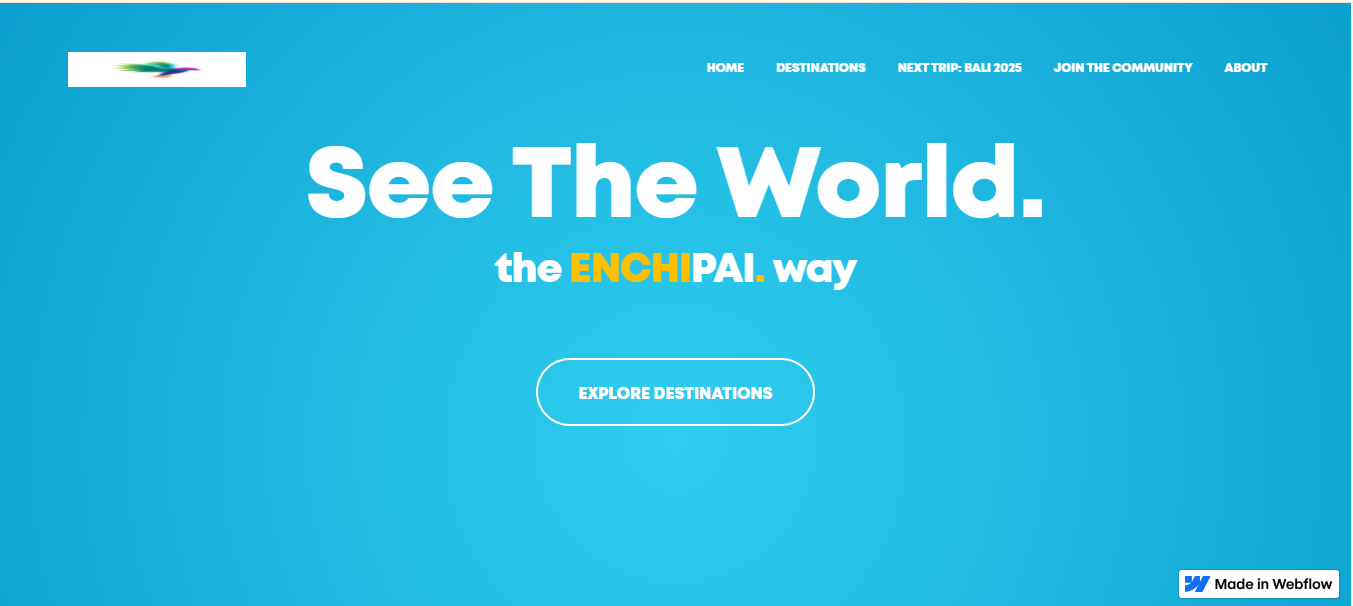 HOME DESTINATIONS NEXT TRIP: BALI 2025 JOIN THE COMMUNITY ABOUT
See The World.
the ENCHIPAI. way
EXPLORE DESTINATIONS
Made in Webflow